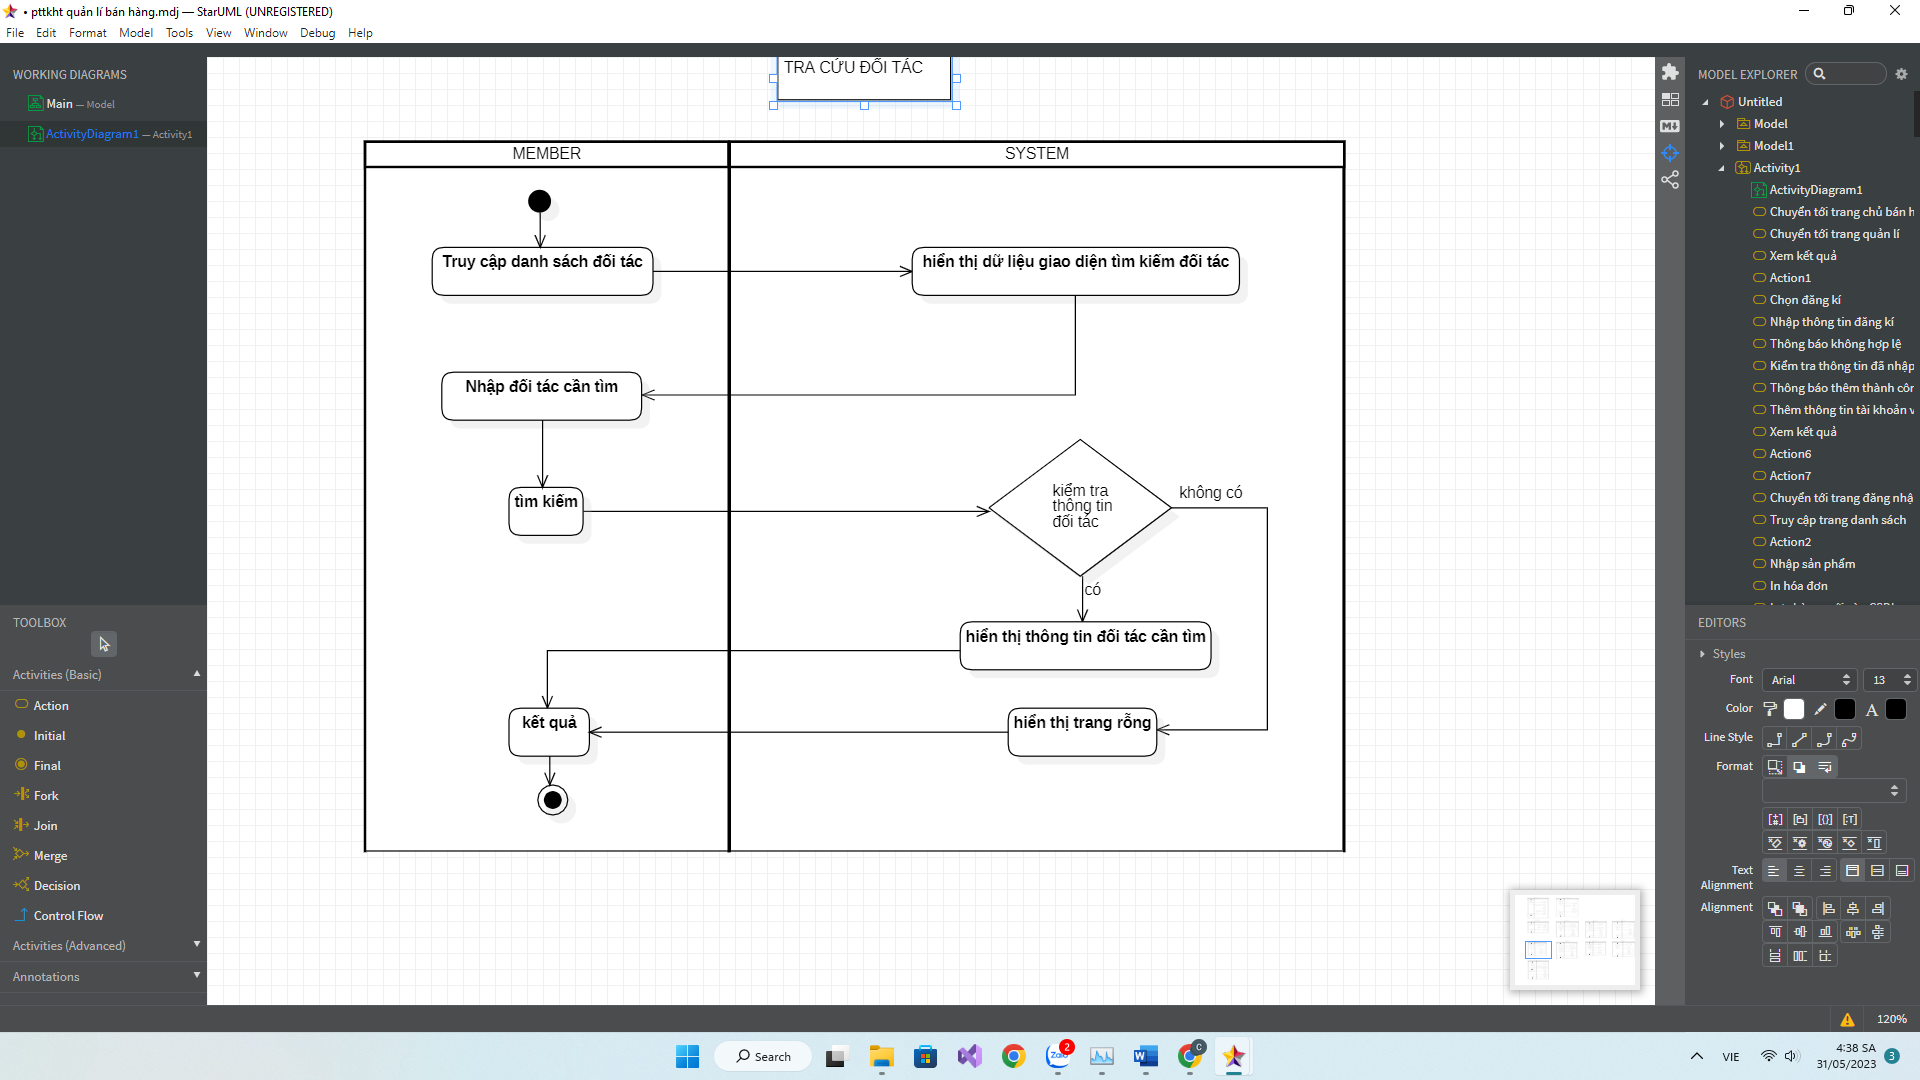 • pttkht quản lí bán hàng.mdj — StarUML (UNREGISTERED)
File Edit Format Model Tools View Window Debug Help
WORKING DIAGRAMS
Main — Model
ActivityDiagram1 — Activity1
TRA CỨU ĐỐI TÁC
MEMBER
SYSTEM
Truy cập danh sách đối tác
hiển thị dữ liệu giao diện tìm kiếm đối tác
Nhập đối tác cần tìm
tìm kiếm
kiểm tra
thông tin
đối tác
không có
có
hiển thị thông tin đối tác cần tìm
kết quả
hiển thị trang rỗng
TOOLBOX
Activities (Basic)
Action
Initial
Final
Fork
Join
Merge
Decision
Control Flow
Activities (Advanced)
Annotations
MODEL EXPLORER
Untitled
Model
Model1
Activity1
ActivityDiagram1
Chuyển tới trang chủ bán h
Chuyển tới trang quản lí
Xem kết quả
Action1
Chọn đăng kí
Nhập thông tin đăng kí
Thông báo không hợp lệ
Kiểm tra thông tin đã nhập
Thông báo thêm thành côn
Thêm thông tin tài khoản v
Xem kết quả
Action6
Action7
Chuyển tới trang đăng nhậ
Truy cập trang danh sách
Action2
Nhập sản phẩm
In hóa đơn
EDITORS
Styles
Font Arial 13
Color A
Line Style
Format
Text
Alignment
Alignment
120%
Search
Zalo
2
C
VIE
4:38 SA
31/05/2023
3